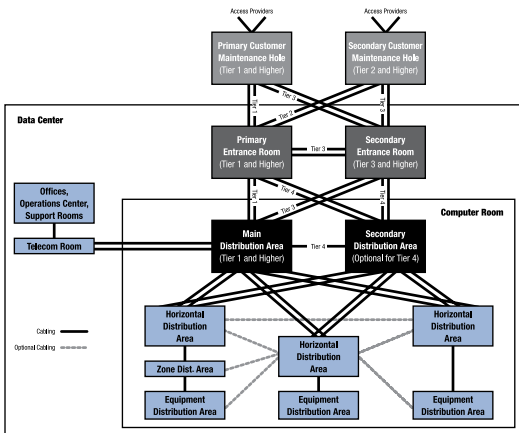 Access Providers
Access Providers
Primary Customer
Maintenance Hole
(Tier 1 and Higher)
Secondary Customer
Maintenance Hole
(Tier 2 and Higher)
Tier 1
Tier 3
Tier 2
Tier 3
Data Center
Primary
Entrance Room
(Tier 1 and Higher)
Tier 3
Secondary
Entrance Room
(Tier 3 and Higher)
Offices,
Operations Center,
Support Rooms
Tier 1
Tier 4
Tier 3
Tier 4
Computer Room
Telecom Room
Main
Distribution Area
(Tier 1 and Higher)
Tier 4
Secondary
Distribution Area
(Optional for Tier 4)
Horizontal
Distribution
Area
Horizontal
Distribution
Area
Horizontal
Distribution
Area
Cabling
Optional Cabling
Zone Dist. Area
Equipment
Distribution Area
Equipment
Distribution Area
Equipment
Distribution Area